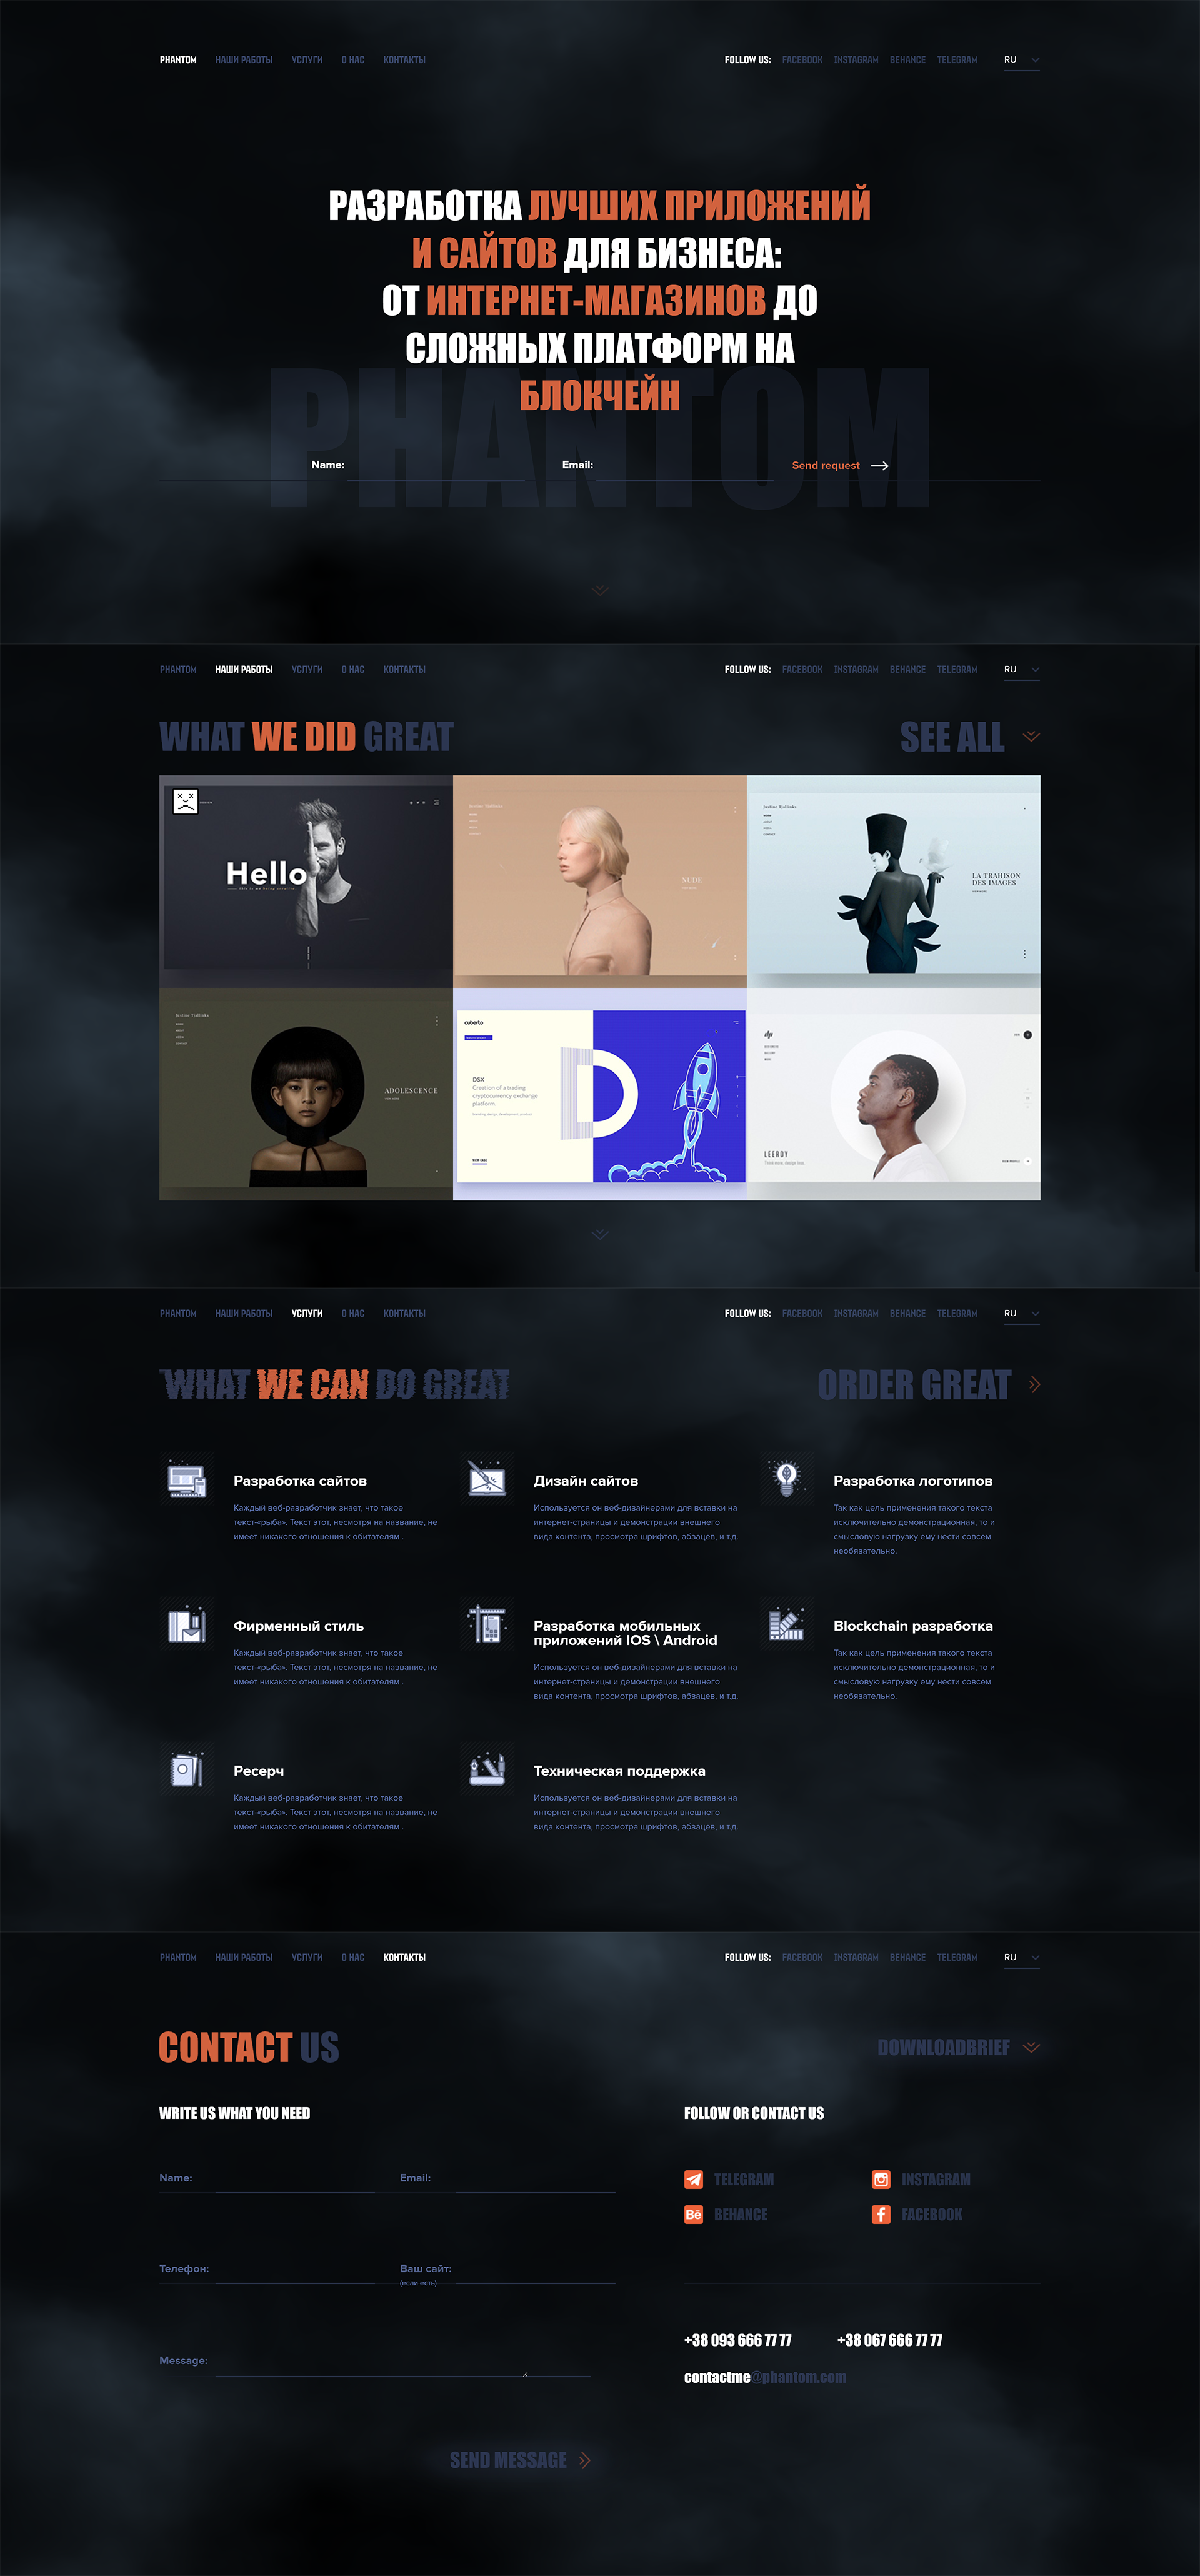 PHANTOM НАШИ РАБОТЫ УСЛУГИ О НАС КОНТАКТЫ FOLLOW US: FACEBOOK INSTAGRAM BEHANCE TELEGRAM RU
РАЗРАБОТКА ЛУЧШИХ ПРИЛОЖЕНИЙ
И САЙТОВ ДЛЯ БИЗНЕСА:
ОТ ИНТЕРНЕТ-МАГАЗИНОВ ДО
СЛОЖНЫХ ПЛАТФОРМ НА
БЛОКЧЕЙН
PHANTOM
Name: Email: Send request
PHANTOM НАШИ РАБОТЫ УСЛУГИ О НАС КОНТАКТЫ FOLLOW US: FACEBOOK INSTAGRAM BEHANCE TELEGRAM RU
WHAT WE DID GREAT SEE ALL
Hello
this is me being creative
NUDE
LA TRAHISON
DES IMAGES
ADOLESCENCE
cuberto
DSX
Creation of a trading
cryptocurrency exchange
platform.
LEEROY
PHANTOM НАШИ РАБОТЫ УСЛУГИ О НАС КОНТАКТЫ FOLLOW US: FACEBOOK INSTAGRAM BEHANCE TELEGRAM RU
WHAT WE CAN DO GREAT ORDER GREAT
Разработка сайтов
Каждый веб-разработчик знает, что такое
текст-«рыба». Текст этот, несмотря на название, не
имеет никакого отношения к обитателям .
Дизайн сайтов
Используется он веб-дизайнерами для вставки на
интернет-страницы и демонстрации внешнего
вида контента, просмотра шрифтов, абзацев, и т.д.
Разработка логотипов
Так как цель применения такого текста
исключительно демонстрационная, то и
смысловую нагрузку ему нести совсем
необязательно.
Фирменный стиль
Каждый веб-разработчик знает, что такое
текст-«рыба». Текст этот, несмотря на название, не
имеет никакого отношения к обитателям .
Разработка мобильных
приложений IOS \ Android
Используется он веб-дизайнерами для вставки на
интернет-страницы и демонстрации внешнего
вида контента, просмотра шрифтов, абзацев, и т.д.
Blockchain разработка
Так как цель применения такого текста
исключительно демонстрационная, то и
смысловую нагрузку ему нести совсем
необязательно.
Ресерч
Каждый веб-разработчик знает, что такое
текст-«рыба». Текст этот, несмотря на название, не
имеет никакого отношения к обитателям .
Техническая поддержка
Используется он веб-дизайнерами для вставки на
интернет-страницы и демонстрации внешнего
вида контента, просмотра шрифтов, абзацев, и т.д.
PHANTOM НАШИ РАБОТЫ УСЛУГИ О НАС КОНТАКТЫ FOLLOW US: FACEBOOK INSTAGRAM BEHANCE TELEGRAM RU
CONTACT US DOWNLOADBRIEF
WRITE US WHAT YOU NEED
Name: Email:
Телефон: Ваш сайт:
(если есть)
Message:
SEND MESSAGE
FOLLOW OR CONTACT US
TELEGRAM INSTAGRAM
Bē BEHANCE FACEBOOK
+38 093 666 77 77 +38 067 666 77 77
contactme@phantom.com